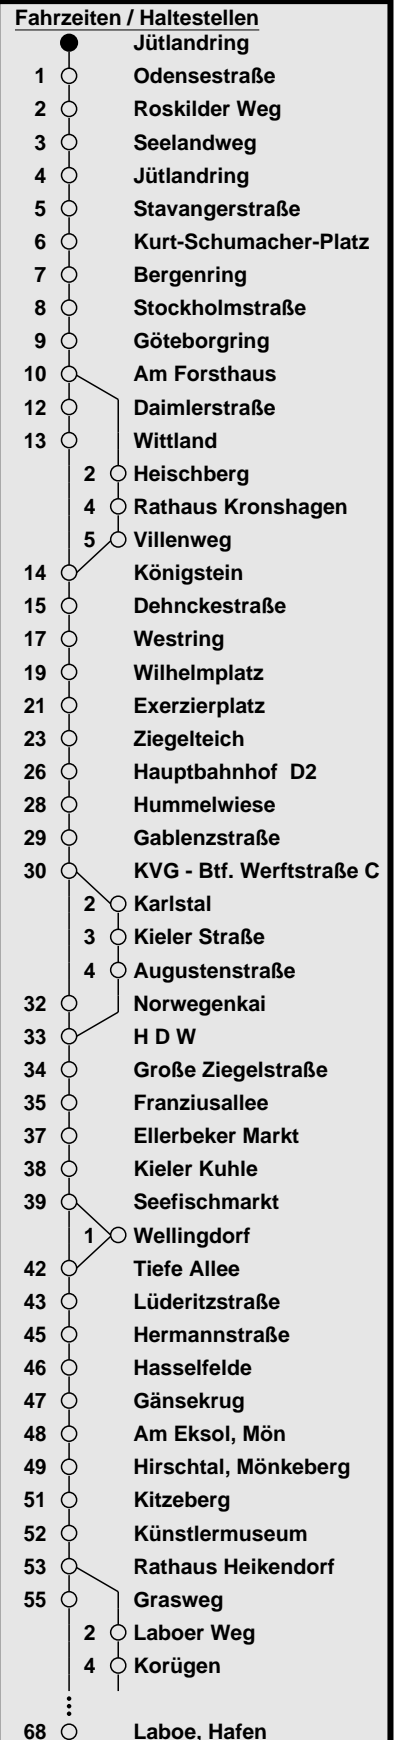 Fahrzeiten / Haltestellen
Jütlandring
1 Odensestraße
2 Roskilder Weg
3 Seelandweg
4 Jütlandring
5 Stavangerstraße
6 Kurt-Schumacher-Platz
7 Bergenring
8 Stockholmstraße
9 Göteborgring
10 Am Forsthaus
12 Daimlerstraße
13 Wittland
2 Heischberg
4 Rathaus Kronshagen
5 Villenweg
14 Königstein
15 Dehnckestraße
17 Westring
19 Wilhelmplatz
21 Exerzierplatz
23 Ziegelteich
26 Hauptbahnhof D2
28 Hummelwiese
29 Gablenzstraße
30 KVG - Btf. Werftstraße C
2 Karlstal
3 Kieler Straße
4 Augustenstraße
32 Norwegenkai
33 H D W
34 Große Ziegelstraße
35 Franziusallee
37 Ellerbeker Markt
38 Kieler Kuhle
39 Seefischmarkt
1 Wellingdorf
42 Tiefe Allee
43 Lüderitzstraße
45 Hermannstraße
46 Hasselfelde
47 Gänsekrug
48 Am Eksol, Mön
49 Hirschtal, Mönkeberg
51 Kitzeberg
52 Künstlermuseum
53 Rathaus Heikendorf
55 Grasweg
2 Laboer Weg
4 Korügen
68 Laboe, Hafen